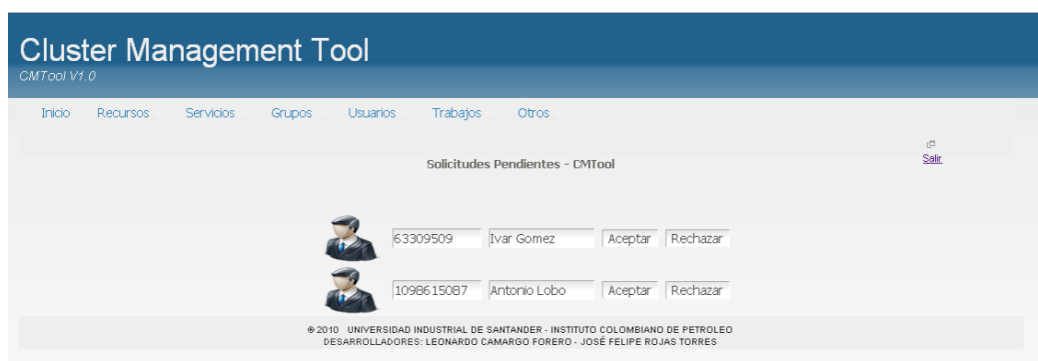 Cluster Management Tool
CMTool V1.0
Inicio Recursos Servicios Grupos Usuarios Trabajos Otros
Solicitudes Pendientes - CMTool
Salir
63309509 Ivar Gomez Aceptar Rechazar
1098615087 Antonio Lobo Aceptar Rechazar
® 2010 UNIVERSIDAD INDUSTRIAL DE SANTANDER - INSTITUTO COLOMBIANO DE PETROLEO
DESARROLLADORES: LEONARDO CAMARGO FORERO - JOSÉ FELIPE ROJAS TORRES